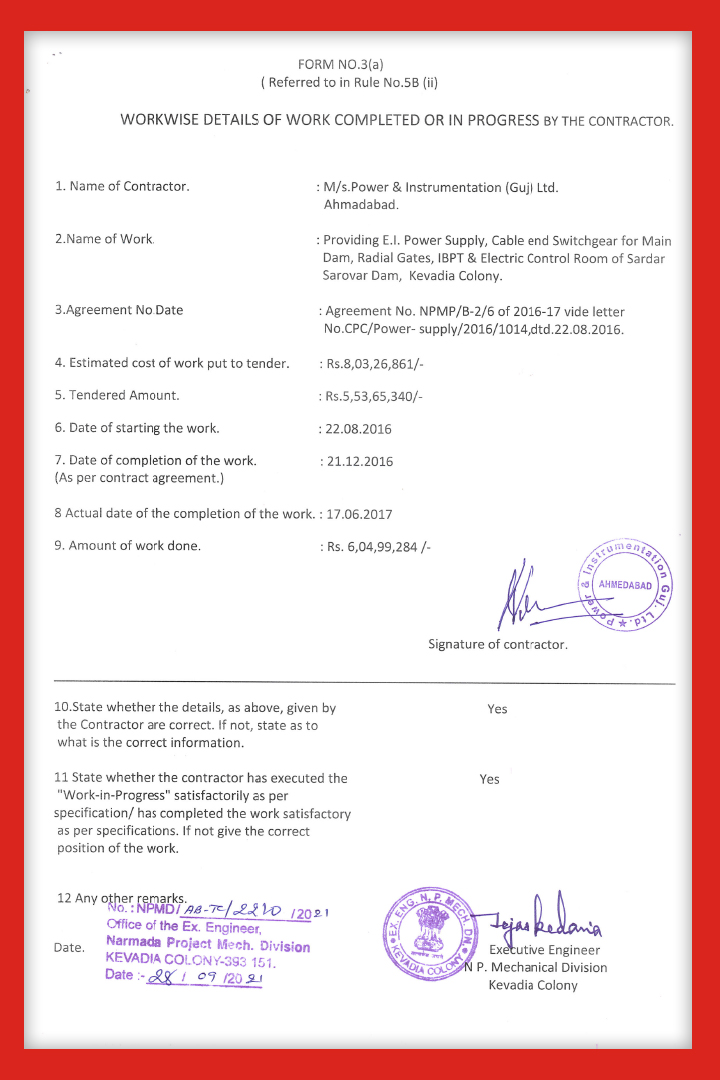 FORM NO.3(a)
( Referred to in Rule No.5B (ii)
WORKWISE DETAILS OF WORK COMPLETED OR IN PROGRESS BY THE CONTRACTOR.
1. Name of Contractor. : M/s.Power & Instrumentation (Guj) Ltd.
Ahmadabad.
2.Name of Work. : Providing E.I. Power Supply, Cable end Switchgear for Main
Dam, Radial Gates, IBPT & Electric Control Room of Sardar
Sarovar Dam, Kevadia Colony.
3.Agreement No.Date : Agreement No. NPMP/B-2/6 of 2016-17 vide letter
No.CPC/Power- supply/2016/1014,dtd.22.08.2016.
4. Estimated cost of work put to tender. : Rs.8,03,26,861/-
5. Tendered Amount. : Rs.5,53,65,340/-
6. Date of starting the work. : 22.08.2016
7. Date of completion of the work. : 21.12.2016
(As per contract agreement.)
8 Actual date of the completion of the work. : 17.06.2017
9. Amount of work done. : Rs. 6,04,99,284 /-
Power & Instrumentation Guj. Ltd. ★
AHMEDABAD
Signature of contractor.
10.State whether the details, as above, given by Yes
the Contractor are correct. If not, state as to
what is the correct information.
11 State whether the contractor has executed the Yes
"Work-in-Progress" satisfactorily as per
specification/ has completed the work satisfactory
as per specifications. If not give the correct
position of the work.
12 Any other remarks.
No. : NPMD/ AB-TC/2210 /2021
Office of the Ex. Engineer,
Narmada Project Mech. Division
KEVADIA COLONY-393 151.
Date :- 28 / 09 /2021
Date.
EX. ENG. N. P. MECH. DN.
KEVADIA COLONY
Executive Engineer
N P. Mechanical Division
Kevadia Colony